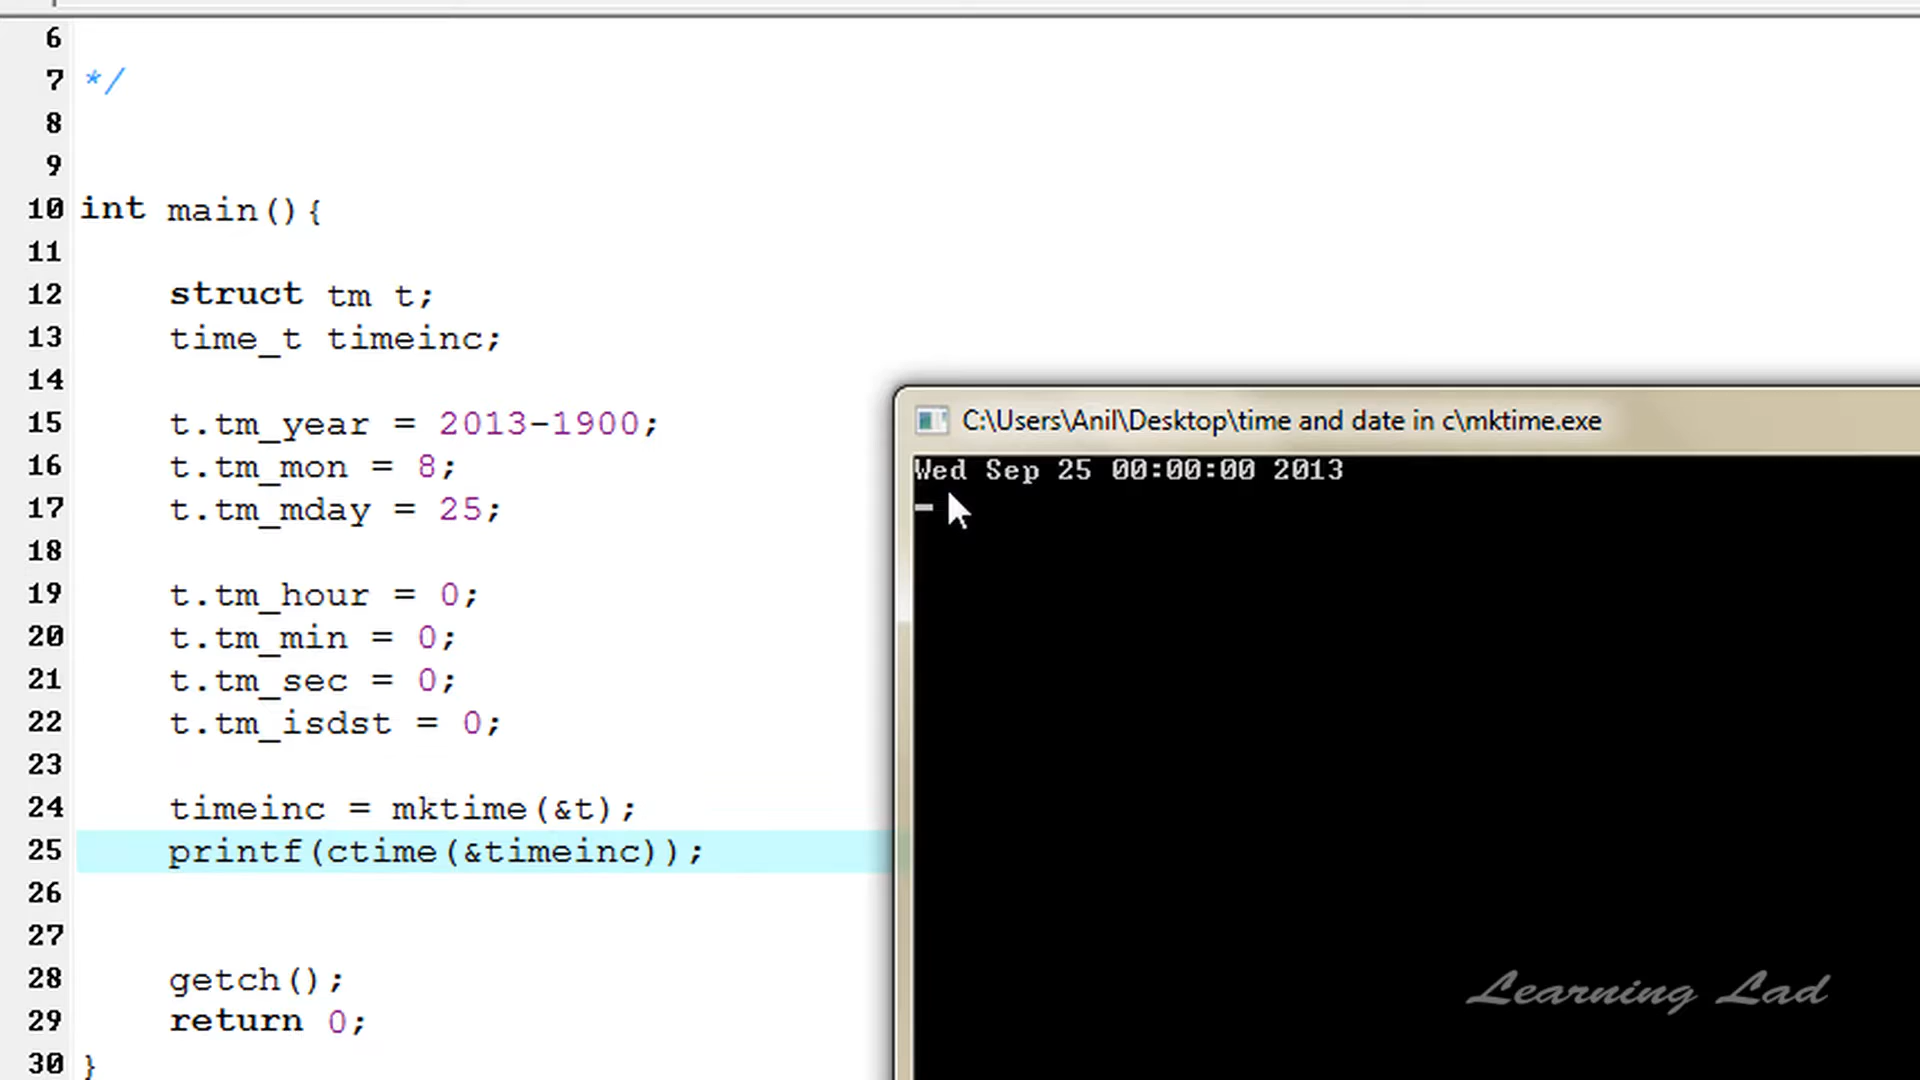 6
7 */
8
9
10 int main(){
11
12 struct tm t;
13 time_t timeinc;
14
15 t.tm_year = 2013-1900;
16 t.tm_mon = 8;
17 t.tm_mday = 25;
18
19 t.tm_hour = 0;
20 t.tm_min = 0;
21 t.tm_sec = 0;
22 t.tm_isdst = 0;
23
24 timeinc = mktime(&t);
25 printf(ctime(&timeinc));
26
27
28 getch();
29 return 0;
30 }
C:\Users\Anil\Desktop\time and date in c\mktime.exe
Wed Sep 25 00:00:00 2013
Learning Lad